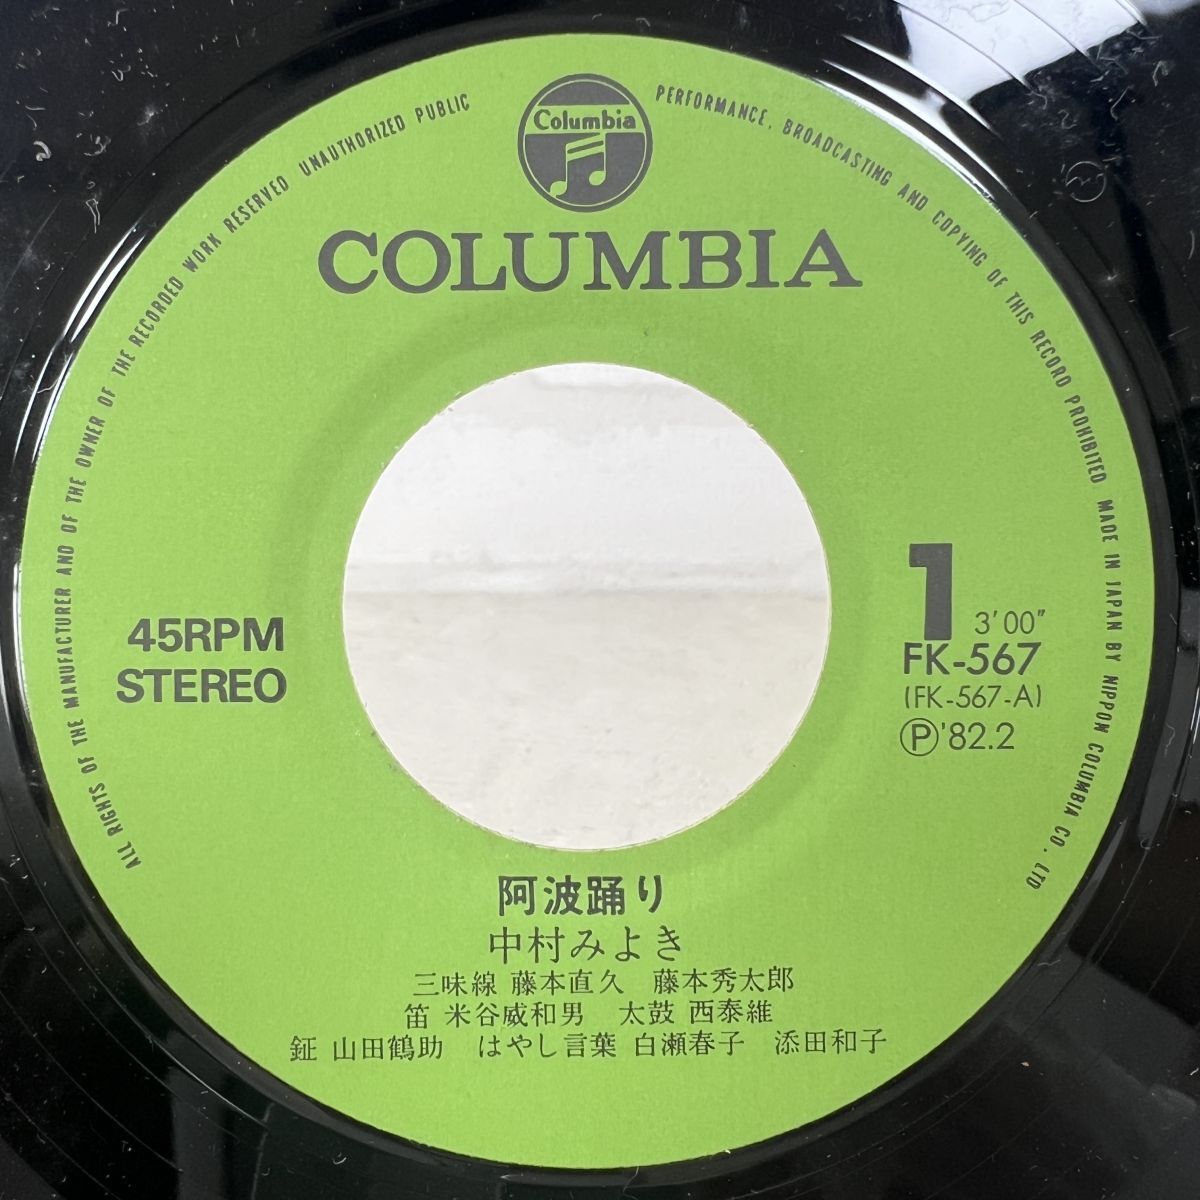 ALL RIGHTS OF THE MANUFACTURER AND OF THE OWNER OF THE RECORDED WORK RESERVED UNAUTHORIZED PUBLIC PERFORMANCE, BROADCASTING AND COPYING OF THIS RECORD PROHIBITED MADE IN JAPAN BY NIPPON COLUMBIA CO., LTD
Columbia
COLUMBIA
45RPM
STEREO
1 3'00"
FK-567
(FK-567-A)
Ⓟ'82.2
阿波踊り
中村みよき
三味線 藤本直久 藤本秀太郎
笛 米谷威和男 太鼓 西泰維
鉦 山田鶴助 はやし言葉 白瀬春子 添田和子